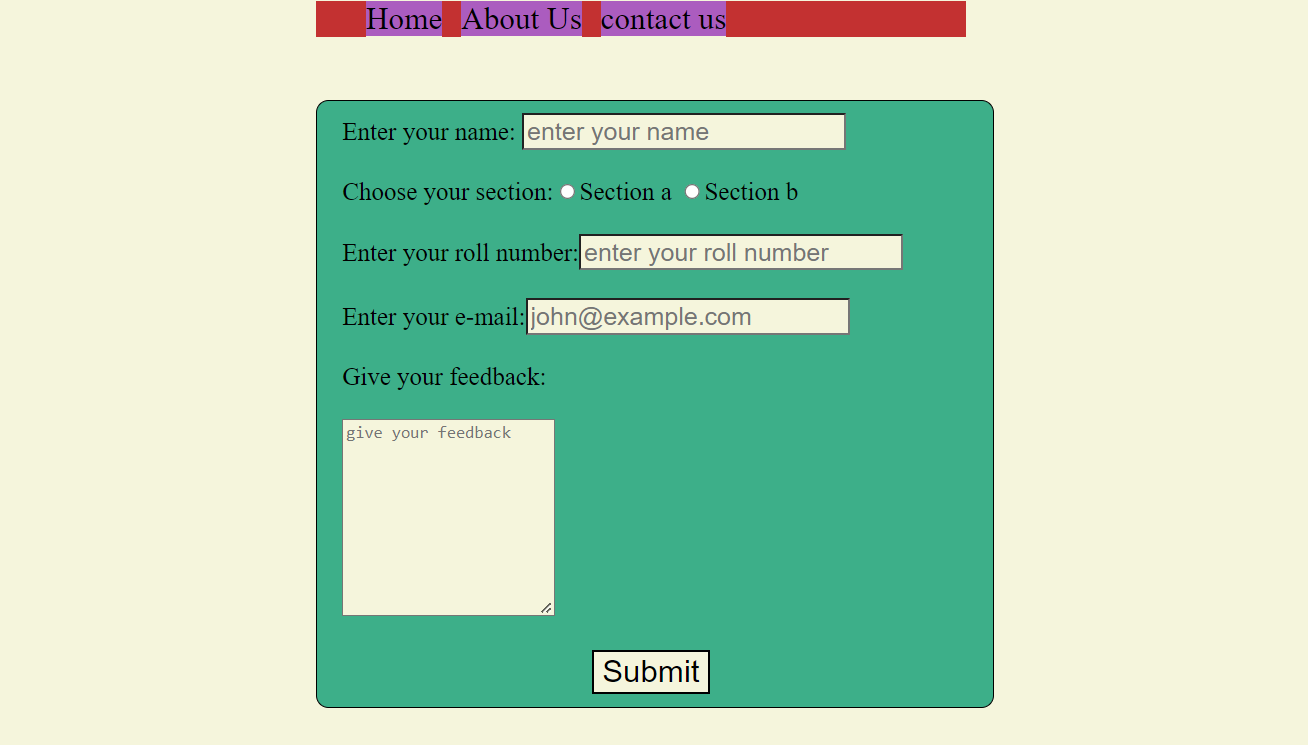 Home About Us contact us
Enter your name: enter your name
Choose your section: Section a Section b
Enter your roll number: enter your roll number
Enter your e-mail: john@example.com
Give your feedback:
give your feedback
Submit